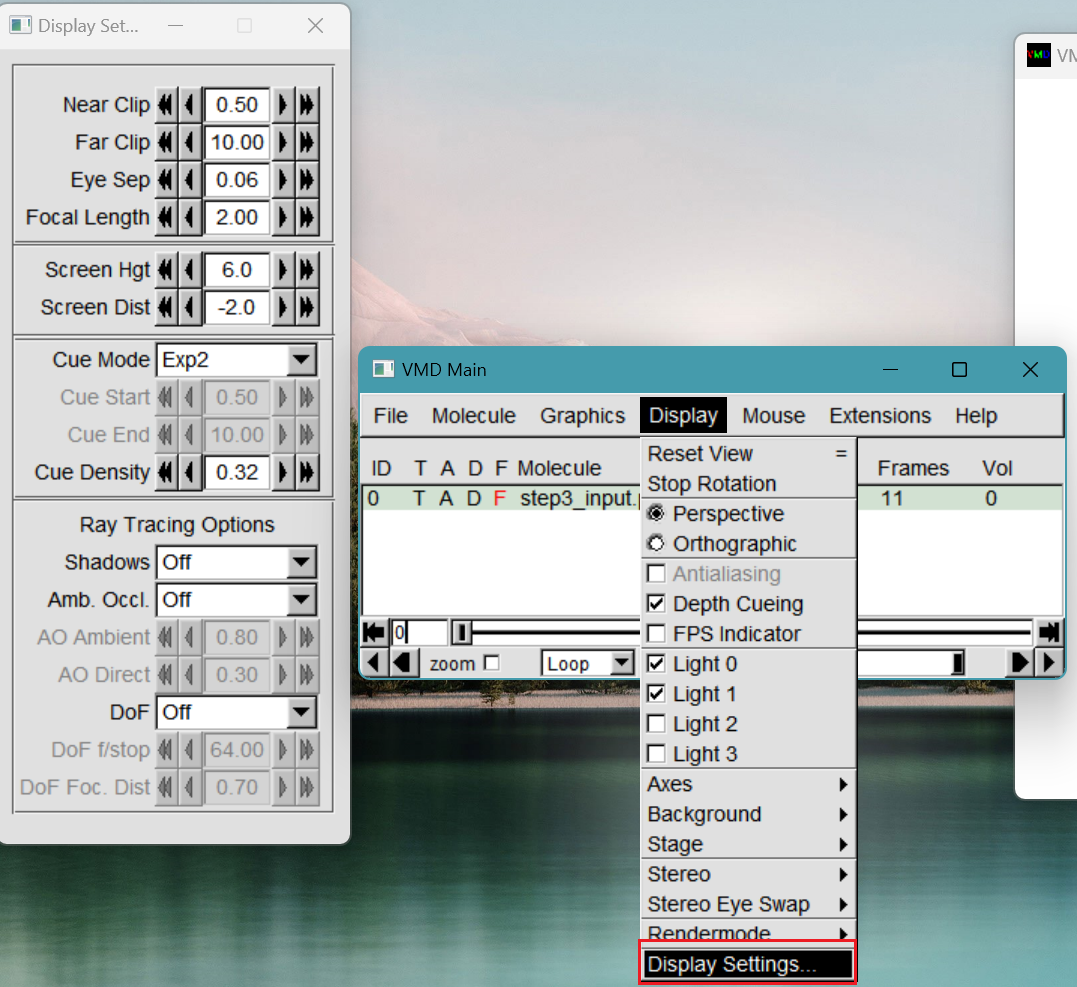 Display Set...
Near Clip 0.50
Far Clip 10.00
Eye Sep 0.06
Focal Length 2.00
Screen Hgt 6.0
Screen Dist -2.0
Cue Mode Exp2
Cue Start 0.50
Cue End 10.00
Cue Density 0.32
Ray Tracing Options
Shadows Off
Amb. Occl. Off
AO Ambient 0.80
AO Direct 0.30
DoF Off
DoF f/stop 64.00
DoF Foc. Dist 0.70
VMD Main
File Molecule Graphics Display Mouse Extensions Help
ID T A D F Molecule Frames Vol
0 T A D F step3_input. 11 0
0
zoom Loop
Reset View =
Stop Rotation
Perspective
Orthographic
Antialiasing
Depth Cueing
FPS Indicator
Light 0
Light 1
Light 2
Light 3
Axes
Background
Stage
Stereo
Stereo Eye Swap
Rendermode
Display Settings...
VMD VM